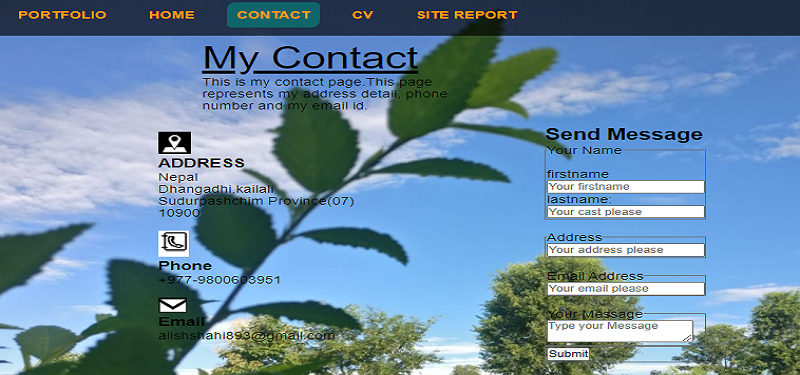 PORTFOLIO HOME CONTACT CV SITE REPORT
My Contact
This is my contact page.This page
represents my address detail, phone
number and my email id.
ADDRESS
Nepal
Dhangadhi,kailali
Sudurpashchim Province(07)
10900
Phone
+977-9800603951
Email
alishshahi893@gmail.com
Send Message
Your Name
firstname
Your firstname
lastname:
Your cast please
Address
Your address please
Email Address
Your email please
Your Message
Type your Message
Submit